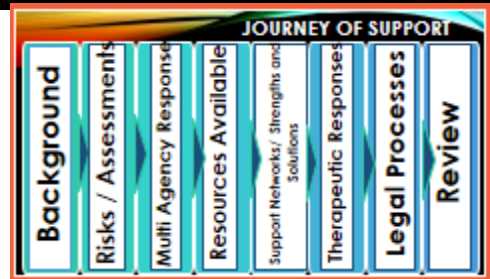 JOURNEY OF SUPPORT
Background
Risks / Assessments
Multi Agency Response
Resources Available
Support Networks/ Strengths and
Solutions
Therapeutic Responses
Legal Processes
Review